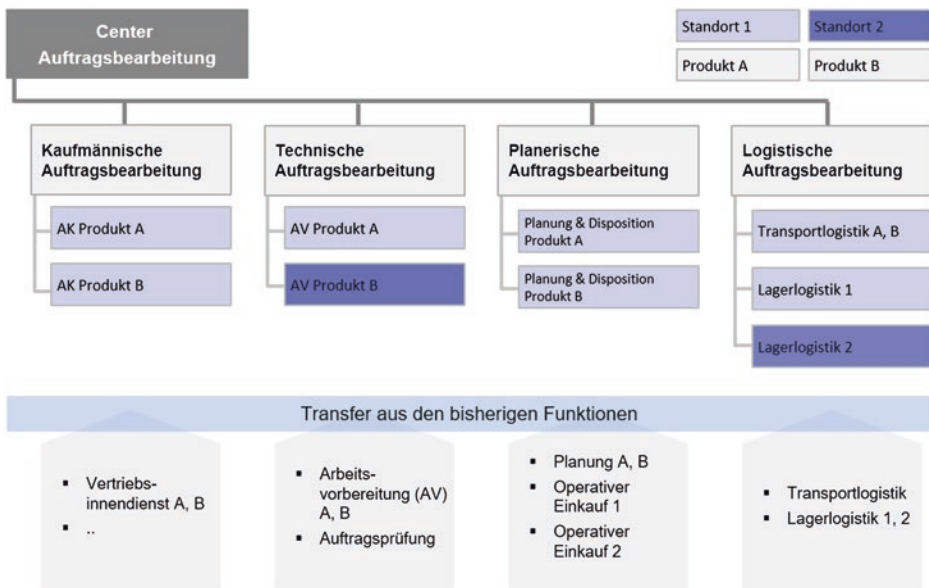 Center
Auftragsbearbeitung
Standort 1
Standort 2
Produkt A
Produkt B
Kaufmännische
Auftragsbearbeitung
AK Produkt A
AK Produkt B
Technische
Auftragsbearbeitung
AV Produkt A
AV Produkt B
Planerische
Auftragsbearbeitung
Planung & Disposition
Produkt A
Planung & Disposition
Produkt B
Logistische
Auftragsbearbeitung
Transportlogistik A, B
Lagerlogistik 1
Lagerlogistik 2
Transfer aus den bisherigen Funktionen
▪ Vertriebs-
innendienst A, B
▪ ..
▪ Arbeits-
vorbereitung (AV)
A, B
▪ Auftragsprüfung
▪ Planung A, B
▪ Operativer
Einkauf 1
▪ Operativer
Einkauf 2
▪ Transportlogistik
▪ Lagerlogistik 1, 2